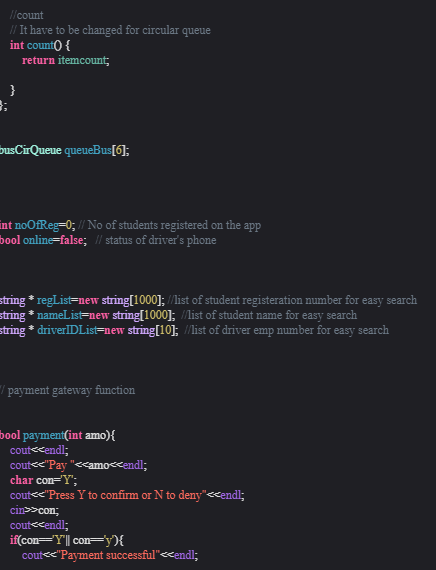 //count
// It have to be changed for circular queue
int count() {
return itemcount;
}
};
busCirQueue queueBus[6];
int noOfReg=0; // No of students registered on the app
bool online=false; // status of driver's phone
string * regList=new string[1000]; //list of student registeration number for easy search
string * nameList=new string[1000]; //list of student name for easy search
string * driverIDList=new string[10]; //list of driver emp number for easy search
// payment gateway function
bool payment(int amo){
cout<<endl;
cout<<"Pay "<<amo<<endl;
char con='Y';
cout<<"Press Y to confirm or N to deny"<<endl;
cin>>con;
cout<<endl;
if(con=='Y'|| con=='y'){
cout<<"Payment successful"<<endl;